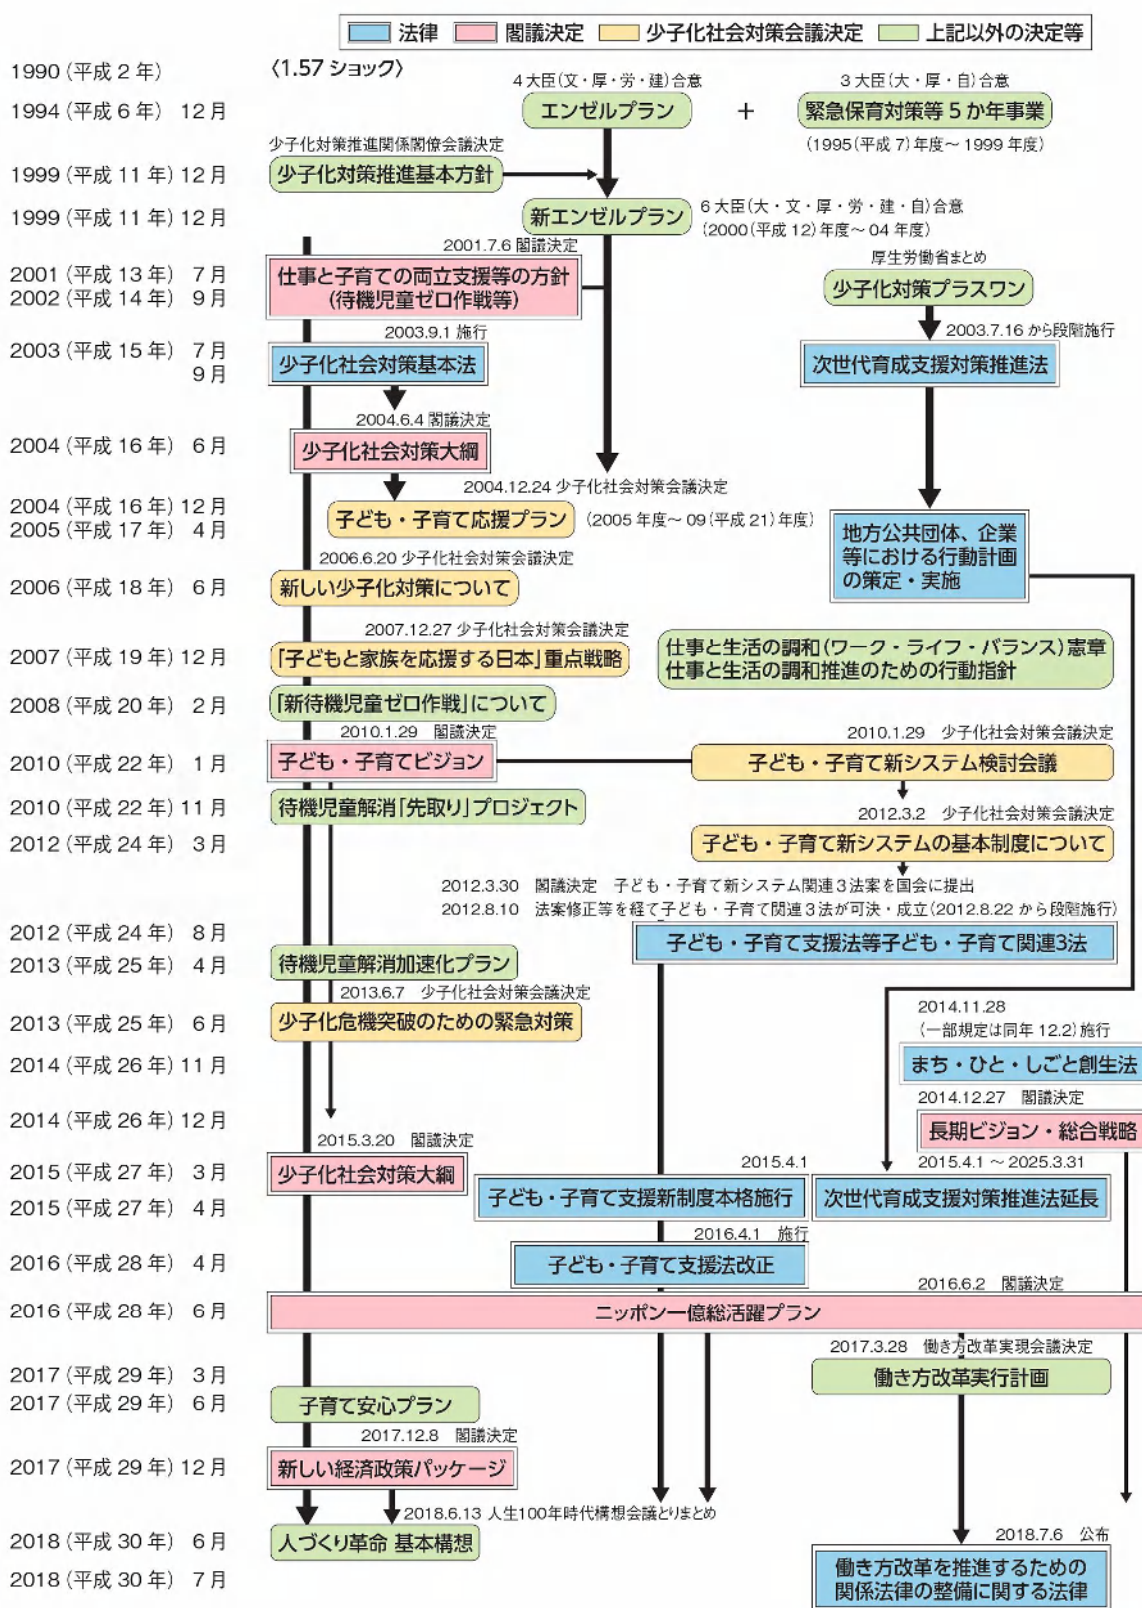 法律 閣議決定 少子化社会対策会議決定 上記以外の決定等
1990(平成2年) 〈1.57ショック〉
4大臣(文・厚・労・建)合意 3大臣(大・厚・自)合意
1994(平成6年) 12月 エンゼルプラン + 緊急保育対策等5か年事業
(1995(平成7)年度～1999年度)
少子化対策推進関係閣僚会議決定
1999(平成11年)12月 少子化対策推進基本方針
1999(平成11年)12月 新エンゼルプラン 6大臣(大・文・厚・労・建・自)合意
(2000(平成12)年度～04年度)
2001.7.6閣議決定
厚生労働省まとめ
2001(平成13年) 7月 仕事と子育ての両立支援等の方針
2002(平成14年) 9月 (待機児童ゼロ作戦等) 少子化対策プラスワン
2003.9.1施行 2003.7.16から段階施行
2003(平成15年) 7月 少子化社会対策基本法 次世代育成支援対策推進法
9月
2004.6.4閣議決定
2004(平成16年) 6月 少子化社会対策大綱
2004.12.24少子化社会対策会議決定
2004(平成16年)12月 子ども・子育て応援プラン (2005年度～09(平成21)年度)
2005(平成17年) 4月
地方公共団体、企業
等における行動計画
の策定・実施
2006.6.20少子化社会対策会議決定
2006(平成18年) 6月 新しい少子化対策について
2007.12.27少子化社会対策会議決定
2007(平成19年)12月 「子どもと家族を応援する日本」重点戦略
仕事と生活の調和(ワーク・ライフ・バランス)憲章
仕事と生活の調和推進のための行動指針
2008(平成20年) 2月 「新待機児童ゼロ作戦」について
2010.1.29 閣議決定 2010.1.29 少子化社会対策会議決定
2010(平成22年) 1月 子ども・子育てビジョン 子ども・子育て新システム検討会議
2010(平成22年)11月 待機児童解消「先取り」プロジェクト
2012.3.2 少子化社会対策会議決定
2012(平成24年) 3月 子ども・子育て新システムの基本制度について
2012.3.30 閣議決定 子ども・子育て新システム関連3法案を国会に提出
2012.8.10 法案修正等を経て子ども・子育て関連3法が可決・成立(2012.8.22から段階施行)
2012(平成24年) 8月 子ども・子育て支援法等子ども・子育て関連3法
2013(平成25年) 4月 待機児童解消加速化プラン
2013.6.7 少子化社会対策会議決定
2013(平成25年) 6月 少子化危機突破のための緊急対策
2014.11.28
(一部規定は同年12.2)施行
2014(平成26年)11月 まち・ひと・しごと創生法
2014.12.27 閣議決定
2014(平成26年)12月 長期ビジョン・総合戦略
2015.3.20 閣議決定
2015(平成27年) 3月 少子化社会対策大綱
2015.4.1 2015.4.1～2025.3.31
2015(平成27年) 4月 子ども・子育て支援新制度本格施行 次世代育成支援対策推進法延長
2016.4.1 施行
2016(平成28年) 4月 子ども・子育て支援法改正
2016.6.2 閣議決定
2016(平成28年) 6月 ニッポン一億総活躍プラン
2017.3.28 働き方改革実現会議決定
2017(平成29年) 3月 働き方改革実行計画
2017(平成29年) 6月 子育て安心プラン
2017.12.8 閣議決定
2017(平成29年)12月 新しい経済政策パッケージ
2018.6.13人生100年時代構想会議とりまとめ
2018(平成30年) 6月 人づくり革命 基本構想
2018.7.6 公布
2018(平成30年) 7月 働き方改革を推進するための
関係法律の整備に関する法律